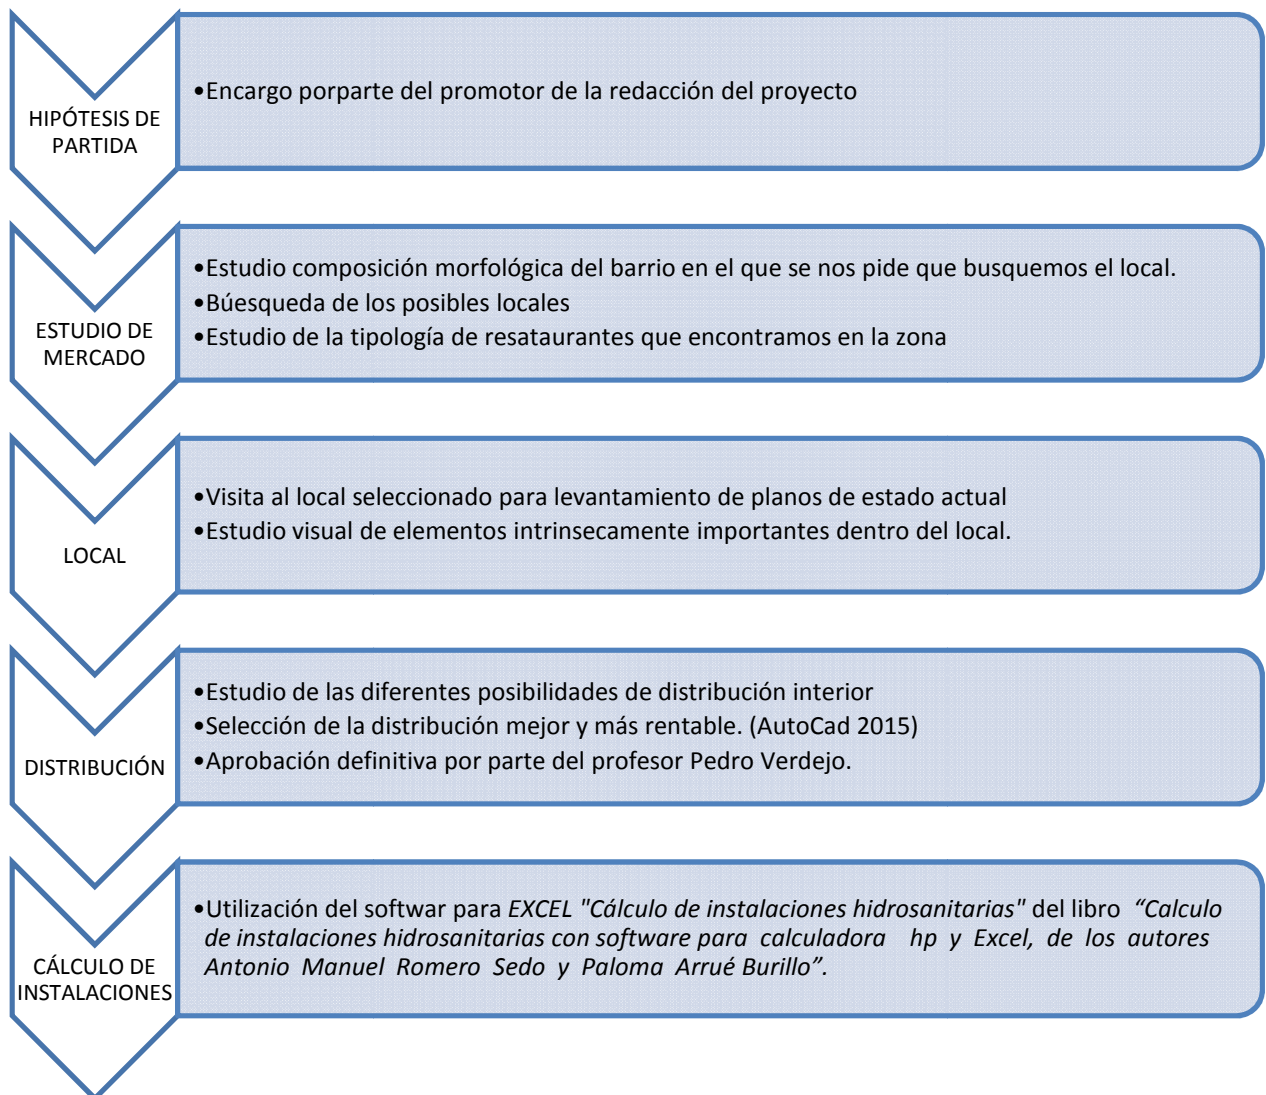 HIPÓTESIS DE
PARTIDA
•Encargo porparte del promotor de la redacción del proyecto
ESTUDIO DE
MERCADO
•Estudio composición morfológica del barrio en el que se nos pide que busquemos el local.
•Búesqueda de los posibles locales
•Estudio de la tipología de resataurantes que encontramos en la zona
LOCAL
•Visita al local seleccionado para levantamiento de planos de estado actual
•Estudio visual de elementos intrinsecamente importantes dentro del local.
DISTRIBUCIÓN
•Estudio de las diferentes posibilidades de distribución interior
•Selección de la distribución mejor y más rentable. (AutoCad 2015)
•Aprobación definitiva por parte del profesor Pedro Verdejo.
CÁLCULO DE
INSTALACIONES
•Utilización del softwar para EXCEL "Cálculo de instalaciones hidrosanitarias" del libro “Calculo
de instalaciones hidrosanitarias con software para calculadora hp y Excel, de los autores
Antonio Manuel Romero Sedo y Paloma Arrué Burillo”.